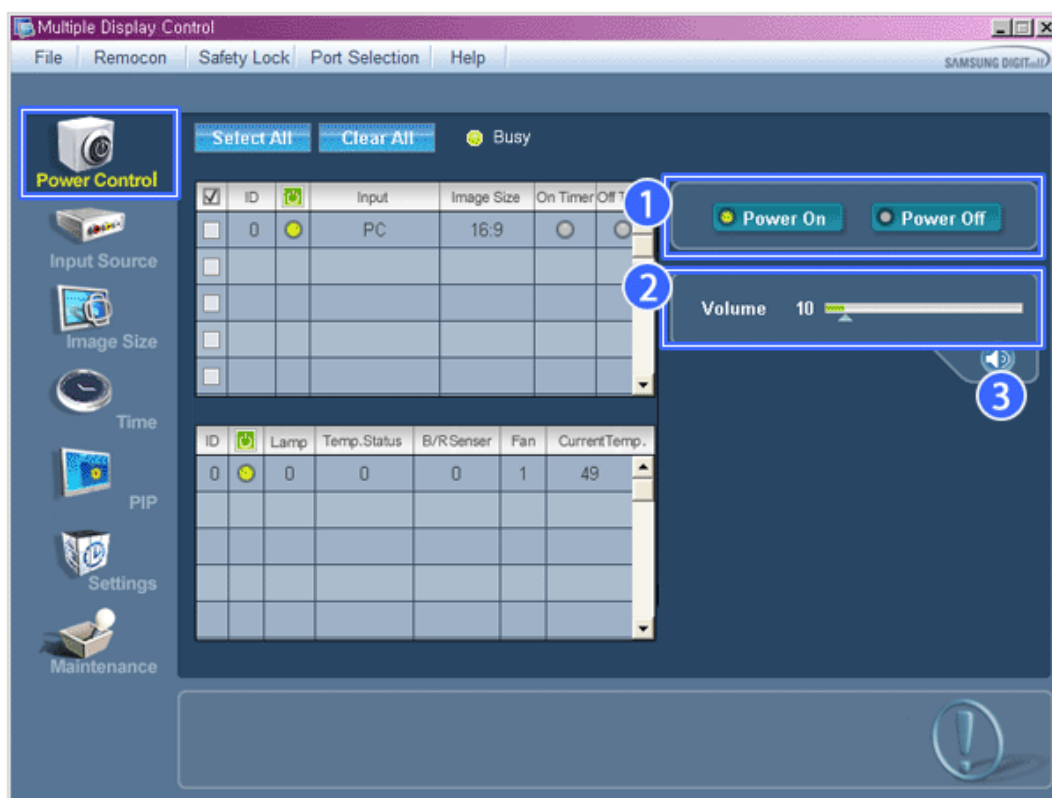 Multiple Display Control
File Remocon Safety Lock Port Selection Help SAMSUNG DIGITall
Power Control
Input Source
Image Size
Time
PIP
Settings
Maintenance
Select All Clear All Busy
ID Input Image Size On Timer Off T
0 PC 16:9
ID Lamp Temp.Status B/R Senser Fan CurrentTemp.
0 0 0 0 1 49
1
Power On Power Off
2
Volume 10
3